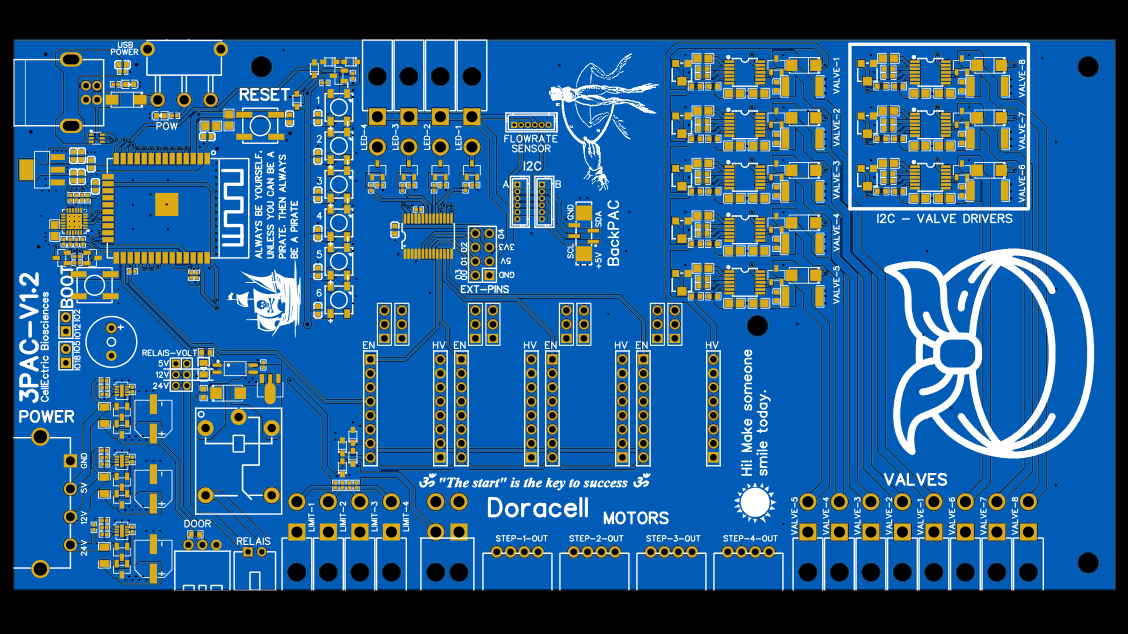 USB
POWER
POW
RESET
1
2
3
4
5
6
ALWAYS BE YOURSELF.
UNLESS YOU CAN BE A
PIRATE. THEN ALWAYS
BE A PIRATE
BOOT
3PAC-V1.2
CellEctric Biosciences
IO2
IO12
IO5
IO18
+
RELAIS-VOLT
5V
12V
24V
POWER
GND
5V
12V
24V
DOOR
RELAIS
LED-4
LED-3
LED-2
LED-1
FLOWRATE
SENSOR
I2C
A
B
GND
SDA
SCL
+5V
BackPAC
O4
3V3
5V
GND
O2
O1
O3
EXT-PINS
EN
HV
EN
HV
EN
HV
EN
HV
ॐ "The start" is the key to success ॐ
Doracell
MOTORS
LIMIT-1
LIMIT-2
LIMIT-3
LIMIT-4
STEP-1-OUT
STEP-2-OUT
STEP-3-OUT
STEP-4-OUT
Hi! Make someone
smile today.
VALVE-1
VALVE-2
VALVE-3
VALVE-4
VALVE-5
VALVE-8
VALVE-7
VALVE-6
I2C - VALVE DRIVERS
VALVES
VALVE-5
VALVE-4
VALVE-3
VALVE-2
VALVE-1
VALVE-6
VALVE-7
VALVE-8